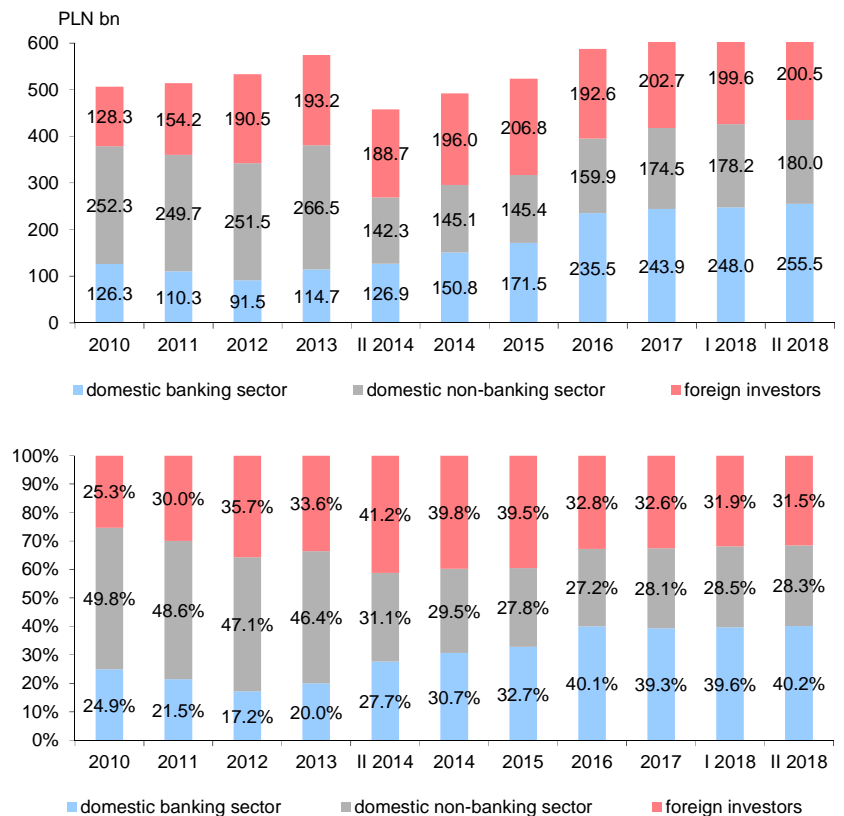 PLN bn
600
500
400
300
200
100
0
128.3 154.2 190.5 193.2 188.7 196.0 206.8 192.6 202.7 199.6 200.5
252.3 249.7 251.5 266.5 142.3 145.1 145.4 159.9 174.5 178.2 180.0
126.3 110.3 91.5 114.7 126.9 150.8 171.5 235.5 243.9 248.0 255.5
2010 2011 2012 2013 II 2014 2014 2015 2016 2017 I 2018 II 2018
domestic banking sector domestic non-banking sector foreign investors
100%
90%
80%
70%
60%
50%
40%
30%
20%
10%
0%
25.3% 30.0% 35.7% 33.6% 41.2% 39.8% 39.5% 32.8% 32.6% 31.9% 31.5%
49.8% 48.6% 47.1% 46.4% 31.1% 29.5% 27.8% 27.2% 28.1% 28.5% 28.3%
24.9% 21.5% 17.2% 20.0% 27.7% 30.7% 32.7% 40.1% 39.3% 39.6% 40.2%
2010 2011 2012 2013 II 2014 2014 2015 2016 2017 I 2018 II 2018
domestic banking sector domestic non-banking sector foreign investors